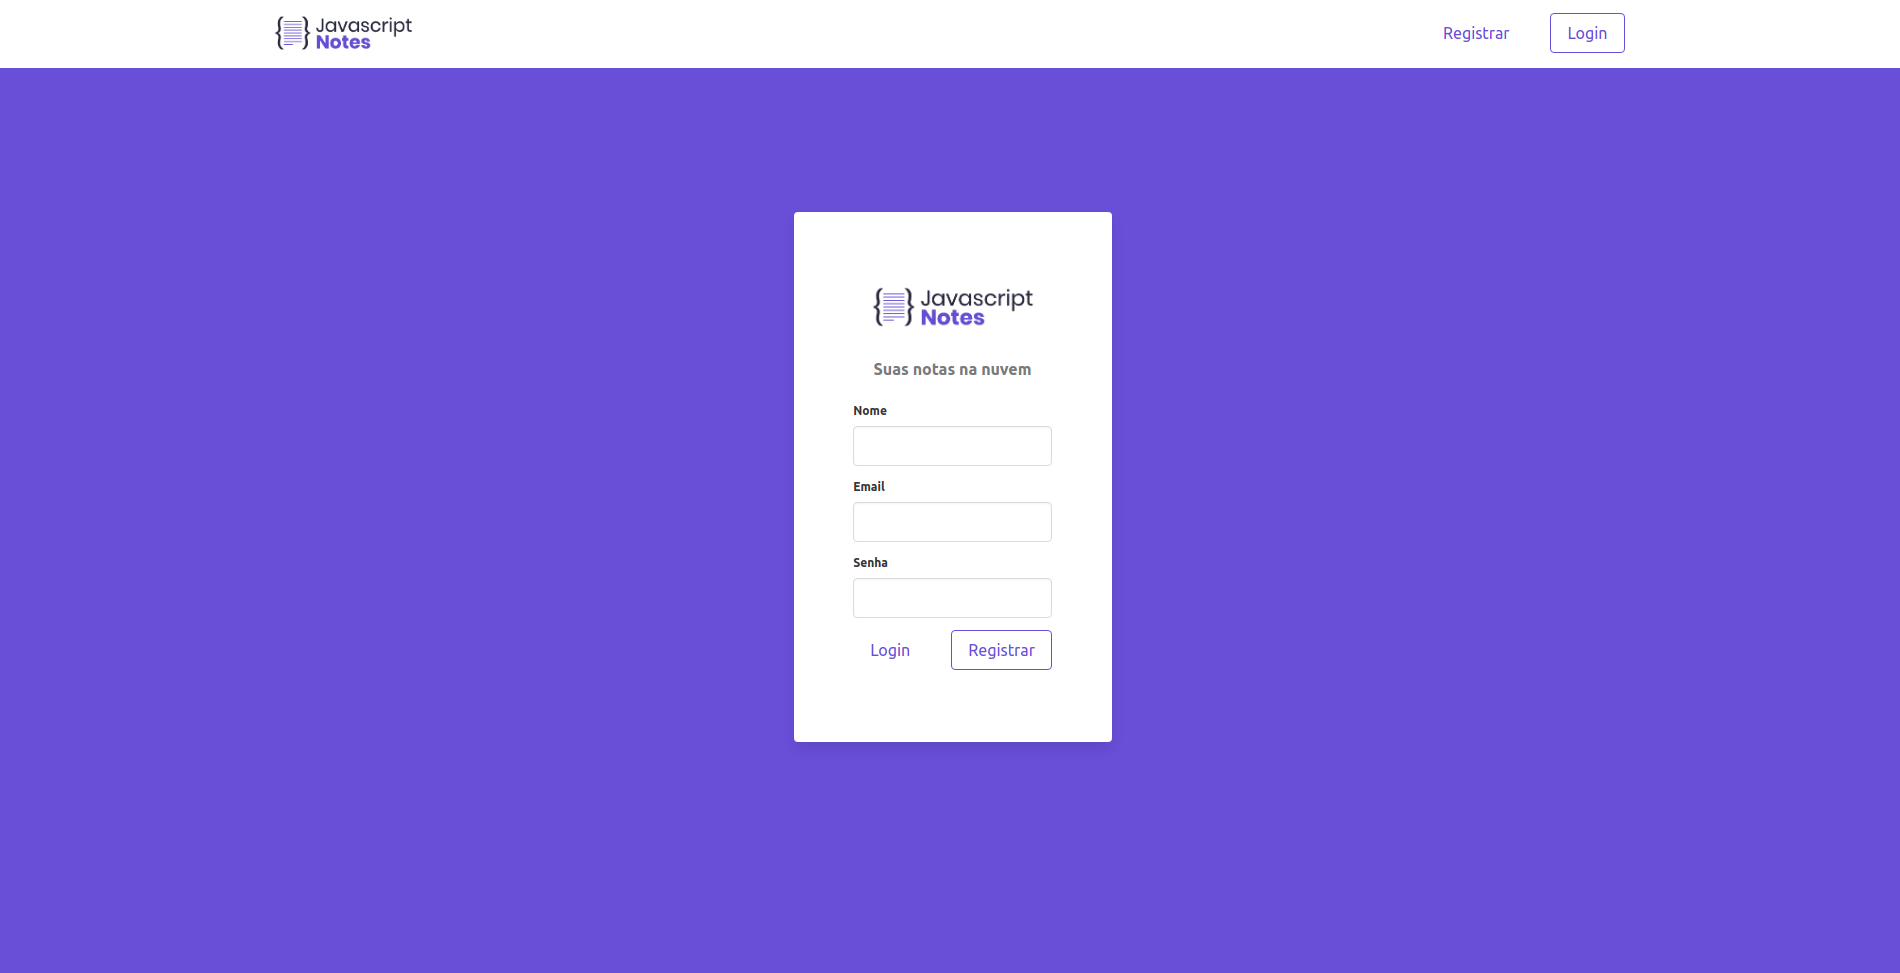 Javascript
Notes
Registrar
Login
Javascript
Notes
Suas notas na nuvem
Nome
Email
Senha
Login
Registrar